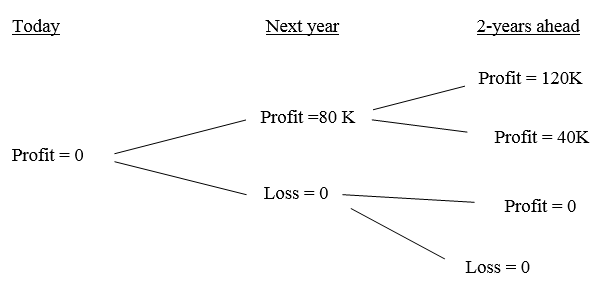 Today
Next year
2-years ahead
Profit = 120K
Profit =80 K
Profit = 40K
Profit = 0
Loss = 0
Profit = 0
Loss = 0